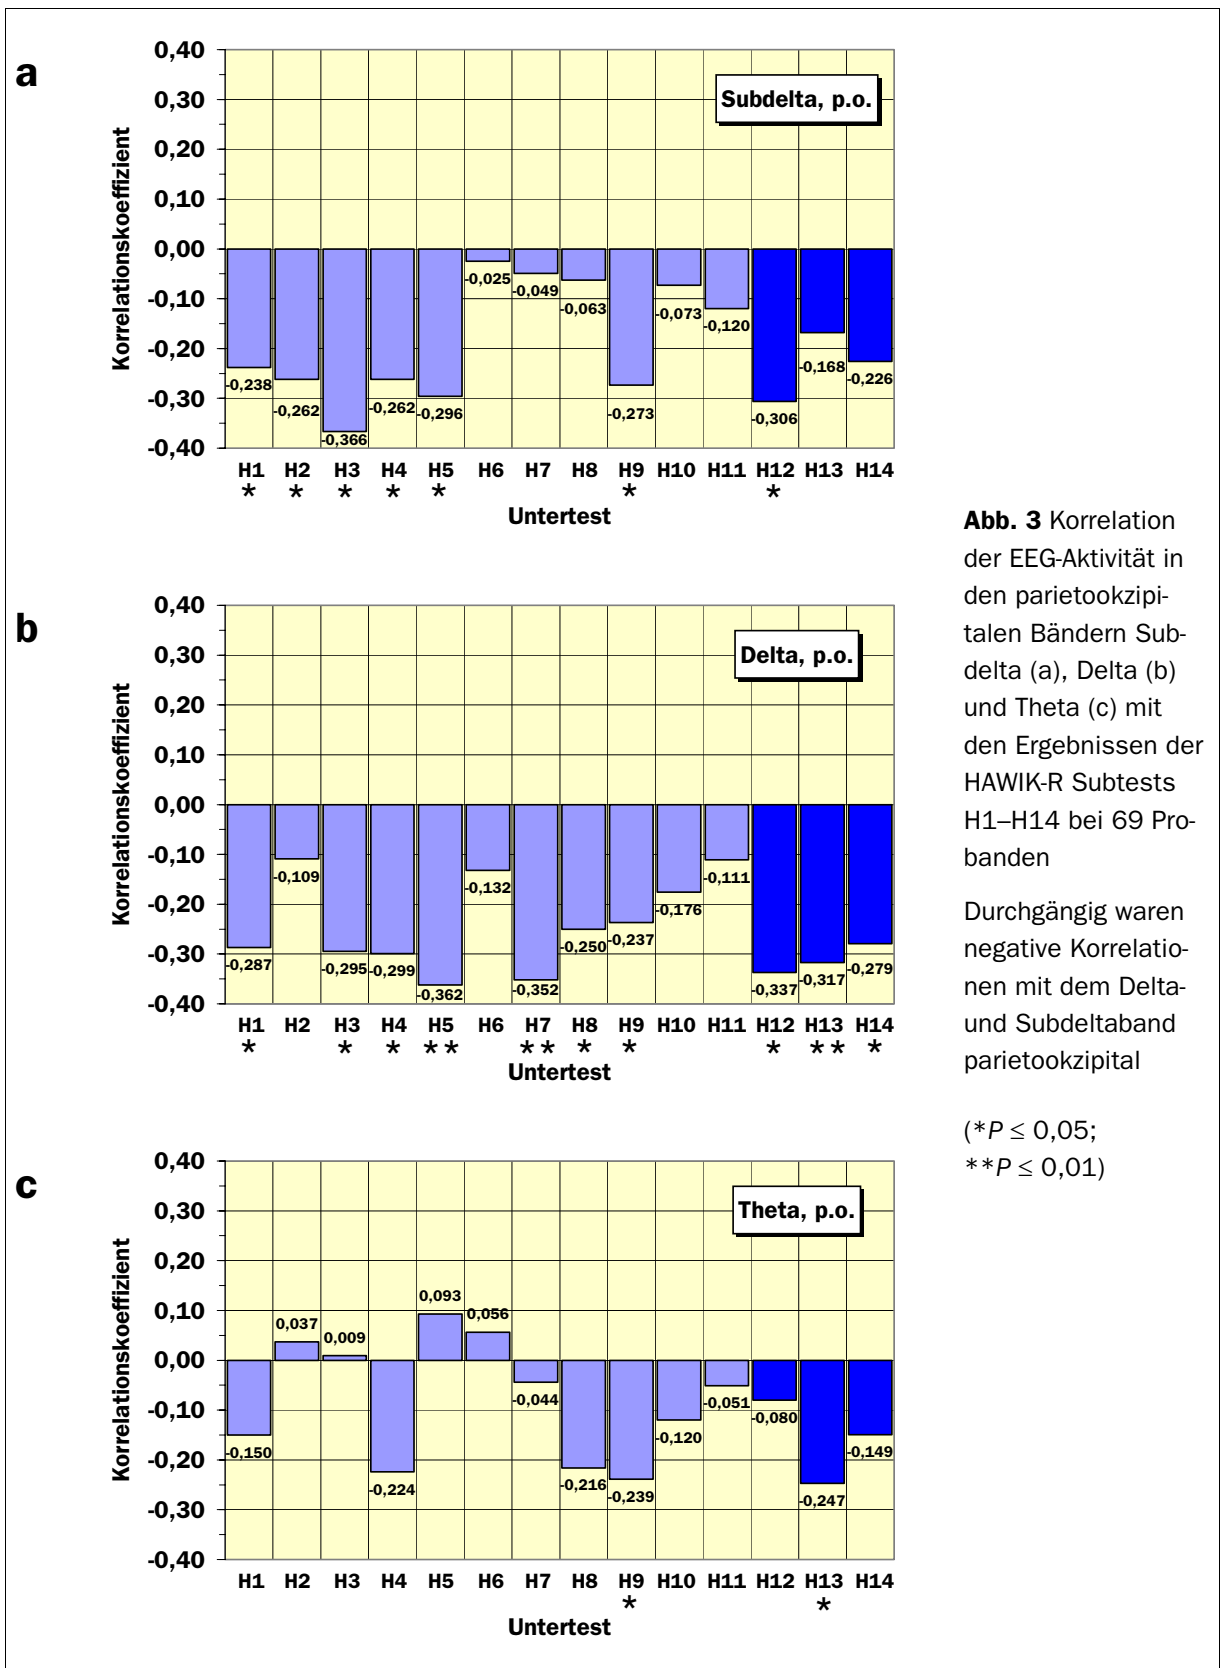 a
Korrelationskoeffizient
0,40
0,30
0,20
0,10
0,00
-0,10
-0,20
-0,30
-0,40
Subdelta, p.o.
-0,238 -0,262 -0,366 -0,262 -0,296 -0,025 -0,049 -0,063 -0,273 -0,073 -0,120 -0,306 -0,168 -0,226
H1 H2 H3 H4 H5 H6 H7 H8 H9 H10 H11 H12 H13 H14
* * * * * * *
Untertest
b
Korrelationskoeffizient
0,40
0,30
0,20
0,10
0,00
-0,10
-0,20
-0,30
-0,40
Delta, p.o.
-0,287 -0,109 -0,295 -0,299 -0,362 -0,132 -0,352 -0,250 -0,237 -0,176 -0,111 -0,337 -0,317 -0,279
H1 H2 H3 H4 H5 H6 H7 H8 H9 H10 H11 H12 H13 H14
* * * ** ** * * * ** *
Untertest
c
Korrelationskoeffizient
0,40
0,30
0,20
0,10
0,00
-0,10
-0,20
-0,30
-0,40
Theta, p.o.
-0,150 0,037 0,009 -0,224 0,093 0,056 -0,044 -0,216 -0,239 -0,120 -0,051 -0,080 -0,247 -0,149
H1 H2 H3 H4 H5 H6 H7 H8 H9 H10 H11 H12 H13 H14
* *
Untertest
Abb. 3 Korrelation
der EEG-Aktivität in
den parietookzipi-
talen Bändern Sub-
delta (a), Delta (b)
und Theta (c) mit
den Ergebnissen der
HAWIK-R Subtests
H1–H14 bei 69 Pro-
banden
Durchgängig waren
negative Korrelatio-
nen mit dem Delta-
und Subdeltaband
parietookzipital
(*P ≤ 0,05;
**P ≤ 0,01)